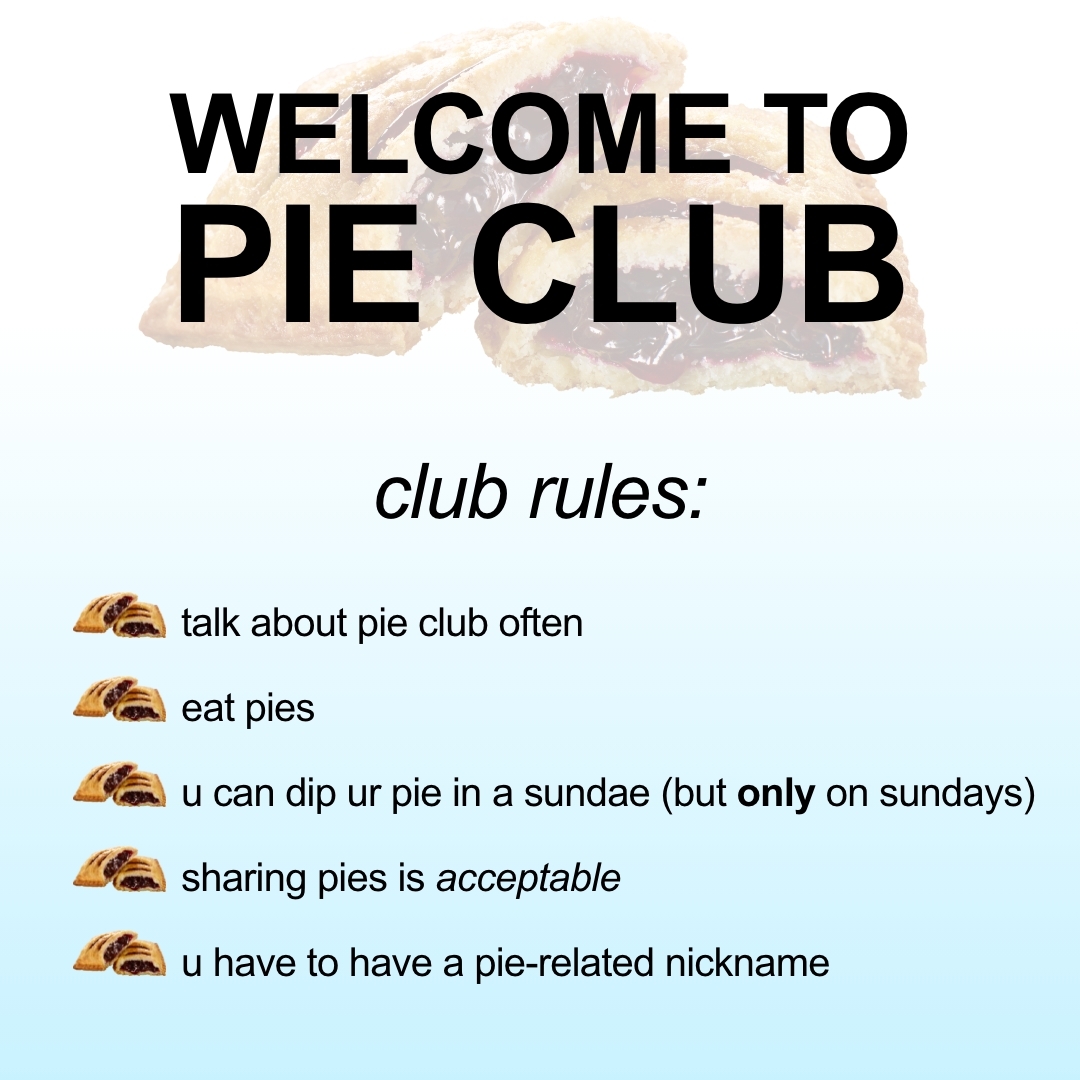 WELCOME TO
PIE CLUB
club rules:
talk about pie club often
eat pies
u can dip ur pie in a sundae (but only on sundays)
sharing pies is acceptable
u have to have a pie-related nickname